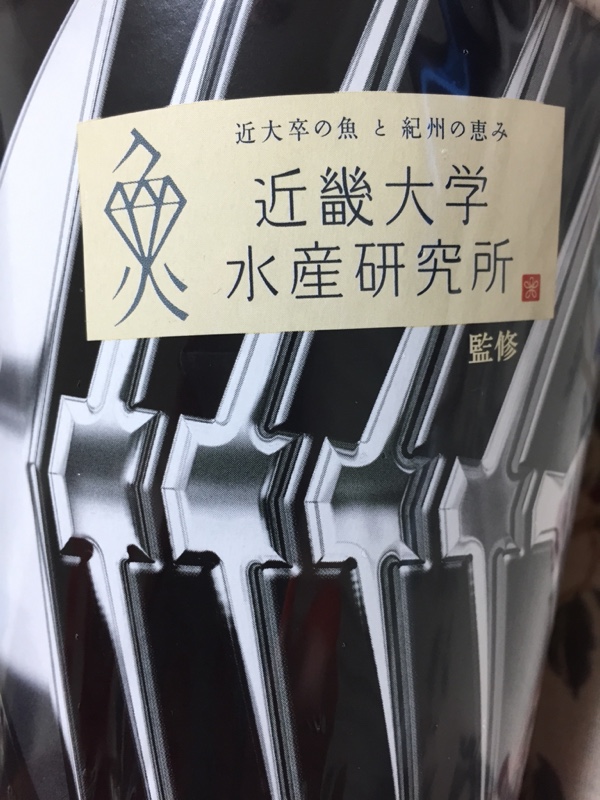 魚
近大卒の魚 と 紀州の恵み
近畿大学
水産研究所
監修